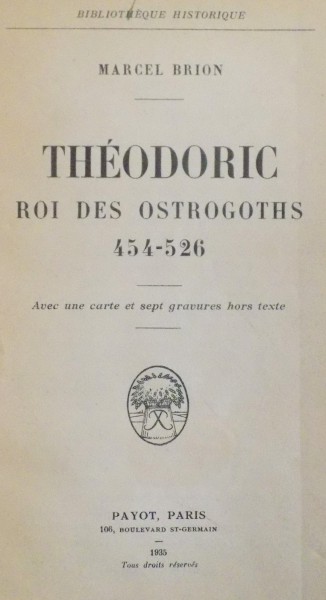 BIBLIOTHÈQUE HISTORIQUE
MARCEL BRION
THÉODORIC
ROI DES OSTROGOTHS
454-526
Avec une carte et sept gravures hors texte
PAYOT, PARIS
106, BOULEVARD ST-GERMAIN
1935
Tous droits réservés